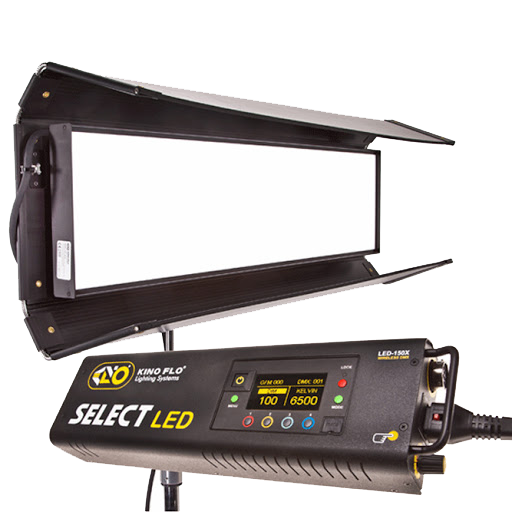 KINO FLO®
Lighting Systems
SELECT LED
LED-150X
WIRELESS DMX
LOCK
G/M 000 DMX 001
DIM KELVIN
100 6500
MENU
MODE